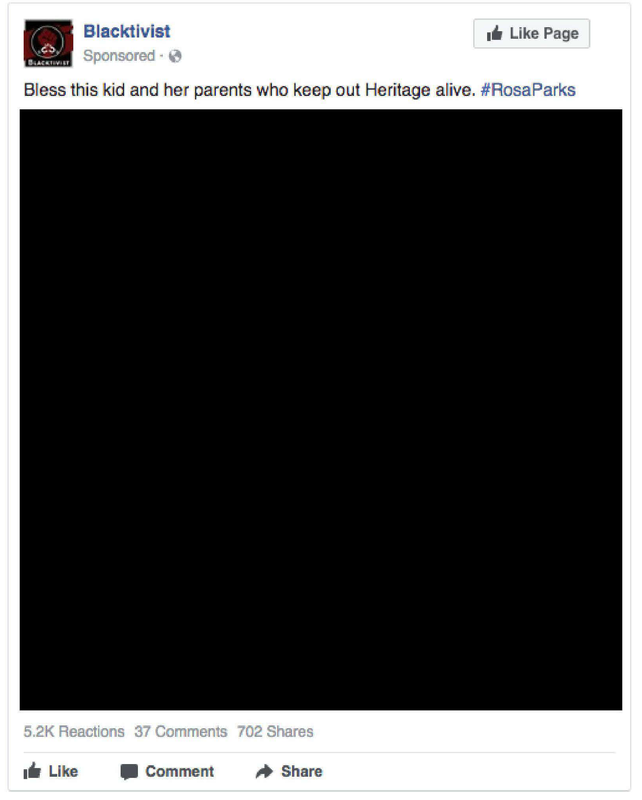 Blacktivist
Like Page
BLACKTIVIST
Sponsored ·
Bless this kid and her parents who keep out Heritage alive. #RosaParks
5.2K Reactions 37 Comments 702 Shares
Like Comment Share